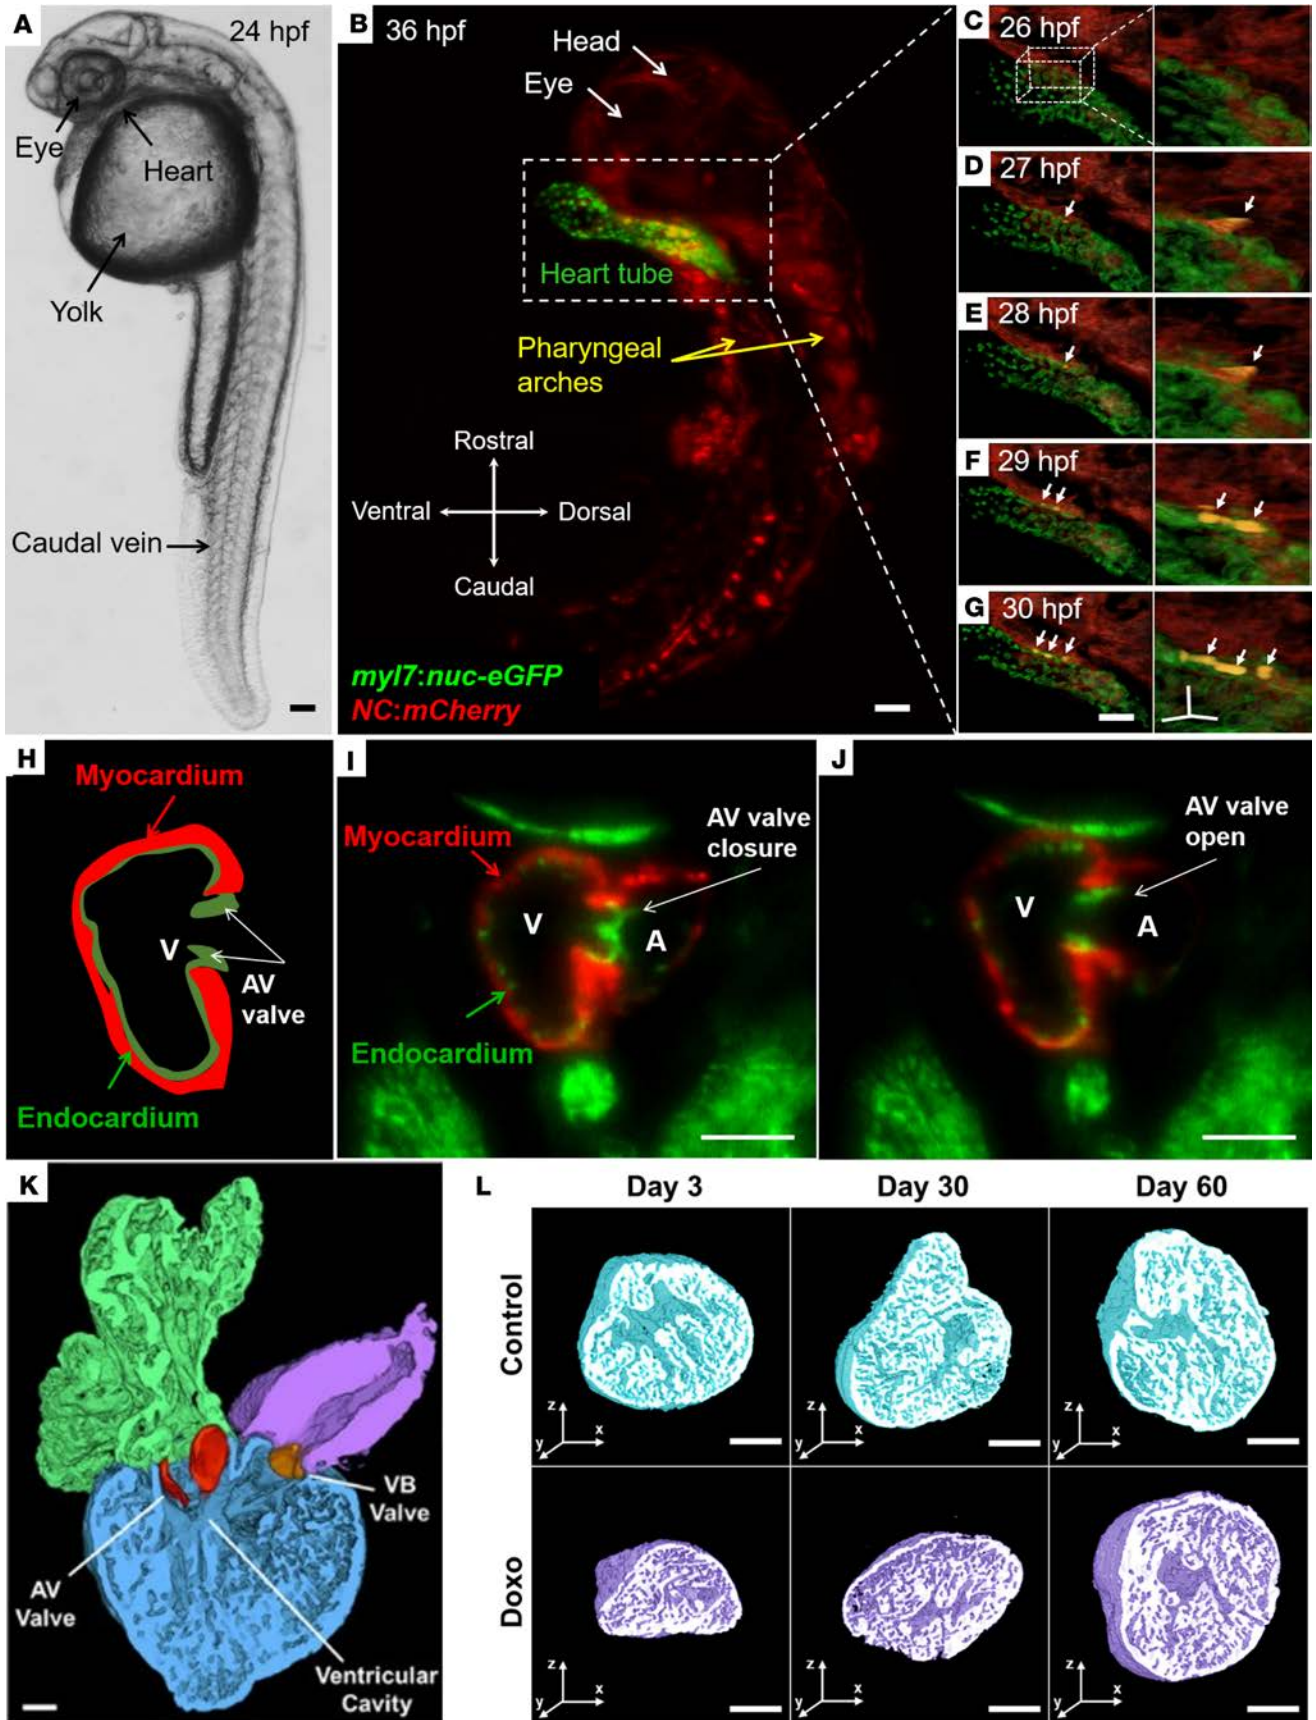 A
24 hpf
Eye
Heart
Yolk
Caudal vein
B
36 hpf
Head
Eye
Heart tube
Pharyngeal
arches
Rostral
Ventral
Dorsal
Caudal
myl7:nuc-eGFP
NC:mCherry
C
26 hpf
D
27 hpf
E
28 hpf
F
29 hpf
G
30 hpf
H
Myocardium
V
AV
valve
Endocardium
I
Myocardium
AV valve
closure
V
A
Endocardium
J
AV valve
open
V
A
K
VB
Valve
AV
Valve
Ventricular
Cavity
L
Day 3
Day 30
Day 60
Control
z
y
x
z
y
x
z
y
x
Doxo
z
y
x
z
y
x
z
y
x